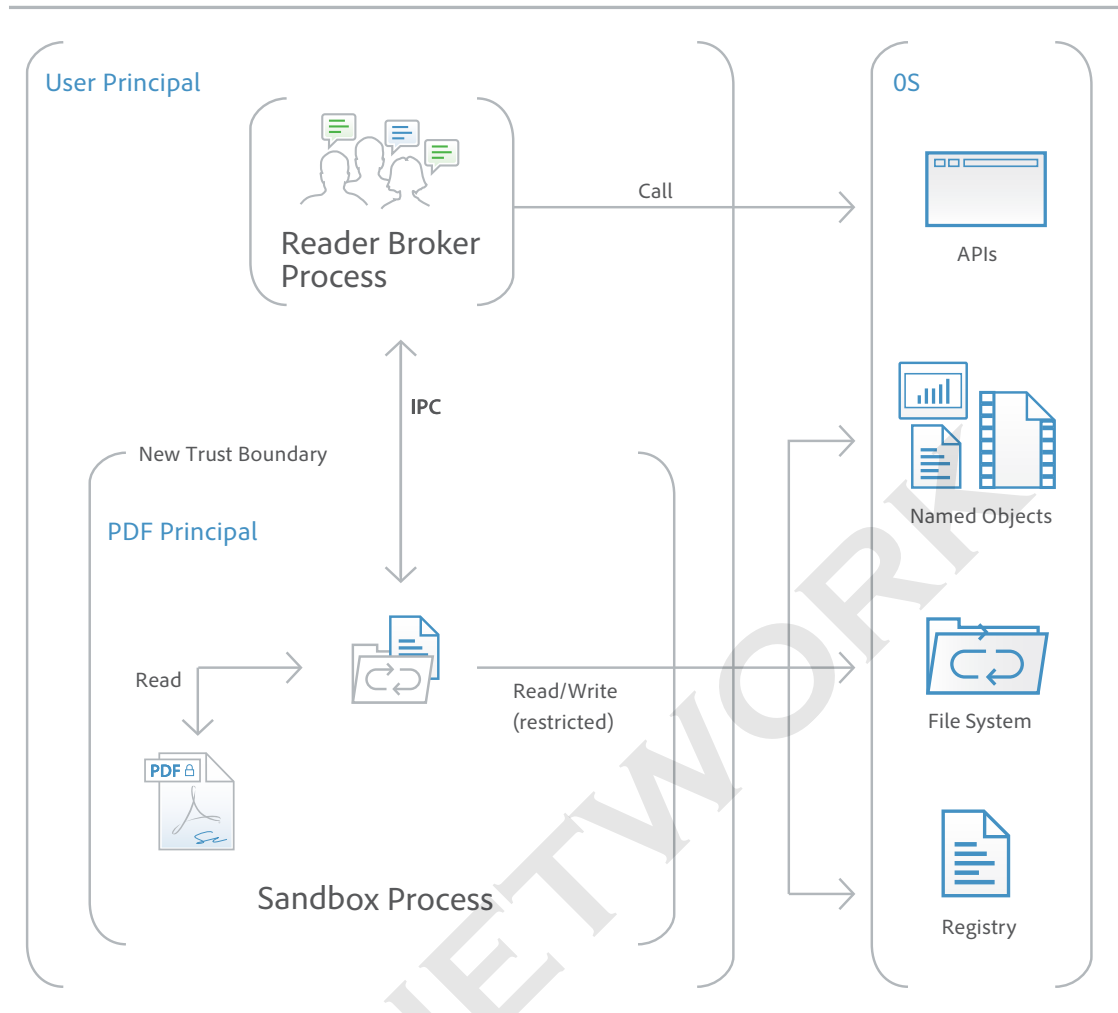 User Principal
0S
Call
Reader Broker
Process
APIs
IPC
New Trust Boundary
PDF Principal
Named Objects
Read
Read/Write
(restricted)
File System
PDF
Sandbox Process
Registry
NETWORK